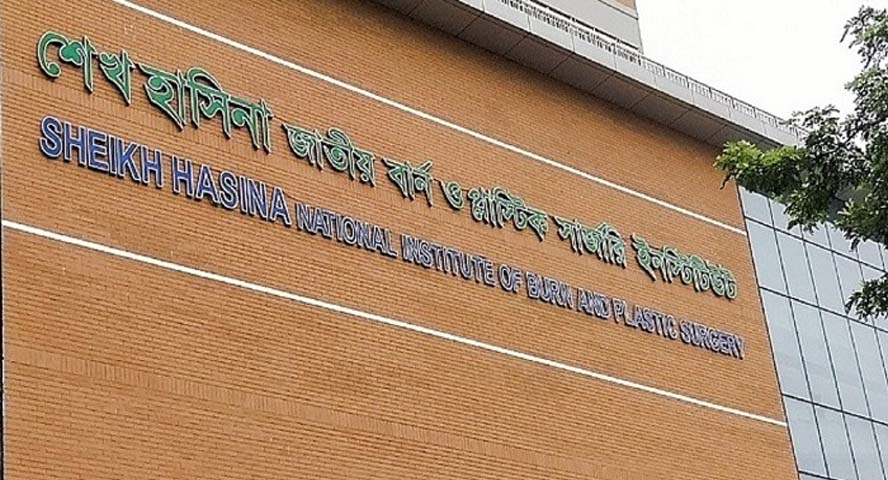 শেখ হাসিনা জাতীয় বার্ন ও প্লাস্টিক সার্জারি ইনস্টিটিউট
SHEIKH HASINA NATIONAL INSTITUTE OF BURN AND PLASTIC SURGERY